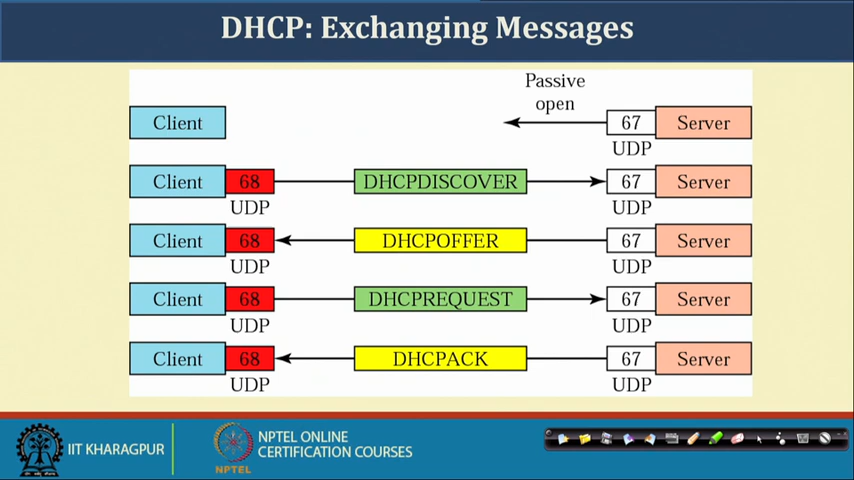 DHCP: Exchanging Messages
Passive
open
Client 67 Server
UDP
Client 68 DHCPDISCOVER 67 Server
UDP UDP
Client 68 DHCPOFFER 67 Server
UDP UDP
Client 68 DHCPREQUEST 67 Server
UDP UDP
Client 68 DHCPACK 67 Server
UDP UDP
IIT KHARAGPUR
NPTEL
NPTEL ONLINE
CERTIFICATION COURSES